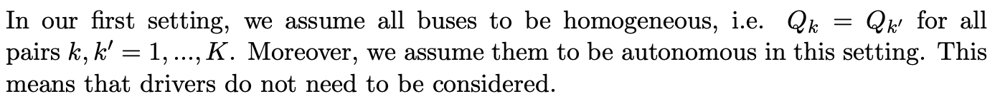 In our first setting, we assume all buses to be homogeneous, i.e. Q_k = Q_{k'} for all
pairs k, k' = 1, ..., K. Moreover, we assume them to be autonomous in this setting. This
means that drivers do not need to be considered.